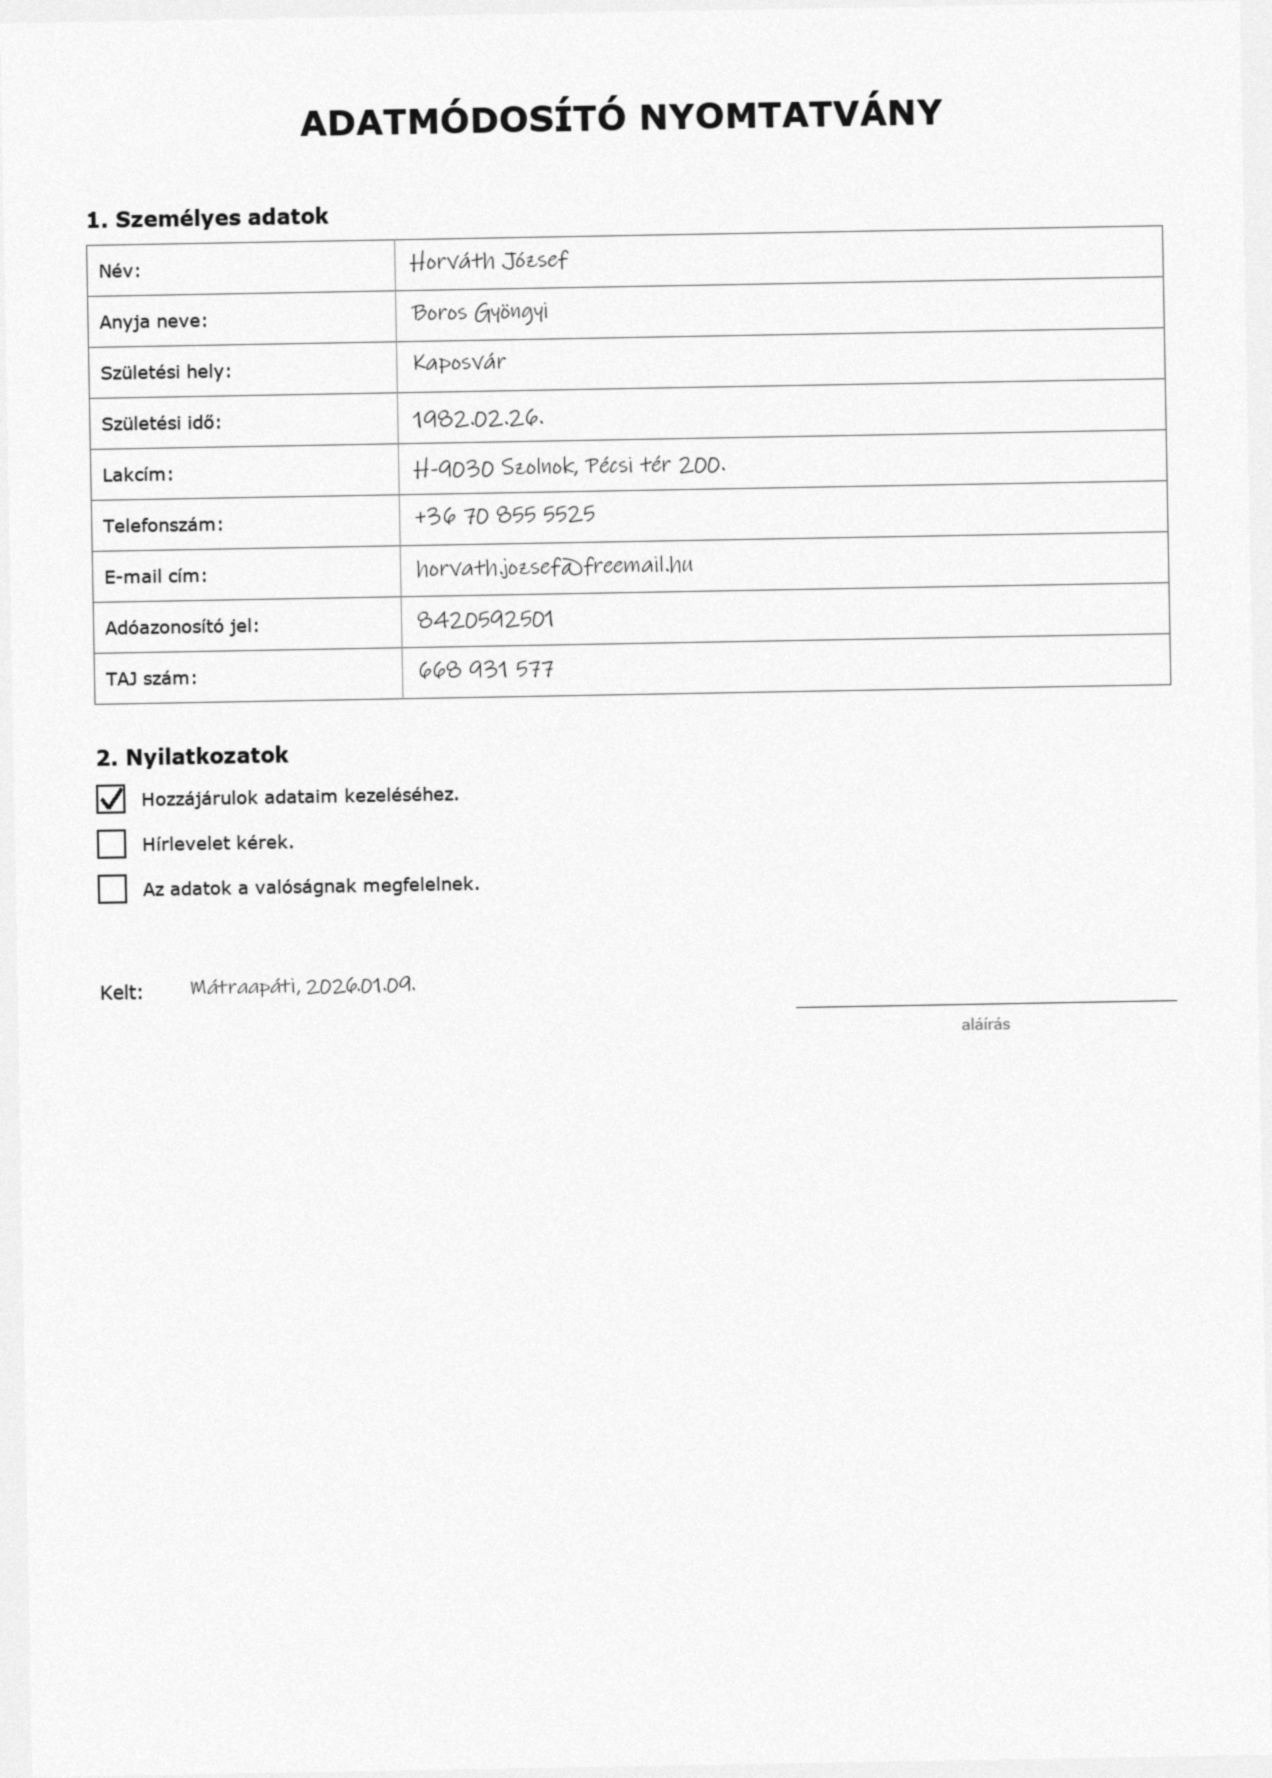 ADATMÓDOSÍTÓ NYOMTATVÁNY
1. Személyes adatok
Név: Horváth József
Anyja neve: Boros Gyöngyi
Születési hely: Kaposvár
Születési idő: 1982.02.26.
Lakcím: H-9030 Szolnok, Pécsi tér 200.
Telefonszám: +36 70 855 5525
E-mail cím: horvath.jozsef@freemail.hu
Adóazonosító jel: 8420592501
TAJ szám: 668 931 577
2. Nyilatkozatok
Hozzájárulok adataim kezeléséhez.
Hírlevelet kérek.
Az adatok a valóságnak megfelelnek.
Kelt: Mátraapáti, 2026.01.09.
aláírás